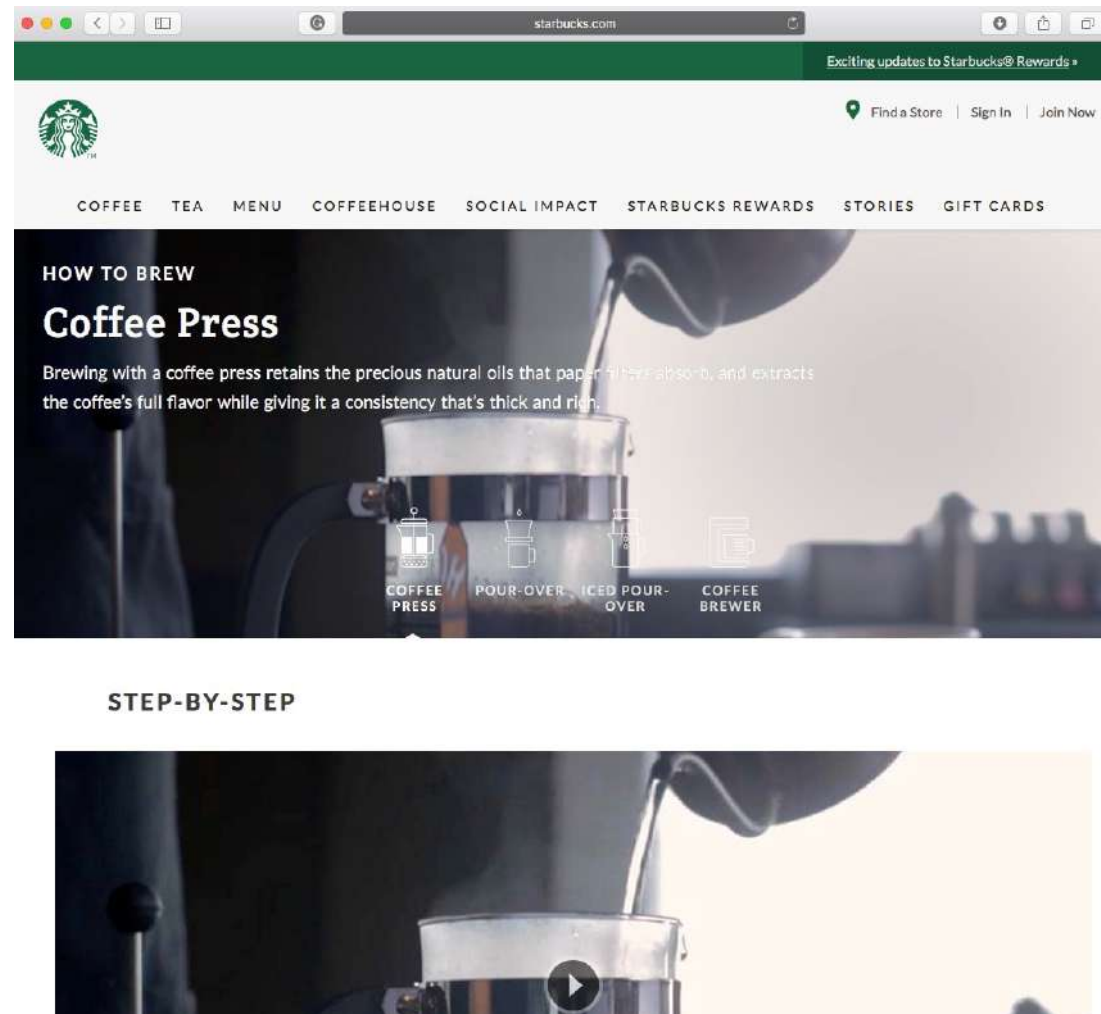 starbucks.com
Exciting updates to Starbucks® Rewards »
Find a Store | Sign In | Join Now
TM
COFFEE TEA MENU COFFEEHOUSE SOCIAL IMPACT STARBUCKS REWARDS STORIES GIFT CARDS
HOW TO BREW
Coffee Press
Brewing with a coffee press retains the precious natural oils that paper filters absorb, and extracts
the coffee's full flavor while giving it a consistency that's thick and rich.
COFFEE
PRESS
POUR-OVER
ICED POUR-
OVER
COFFEE
BREWER
STEP-BY-STEP